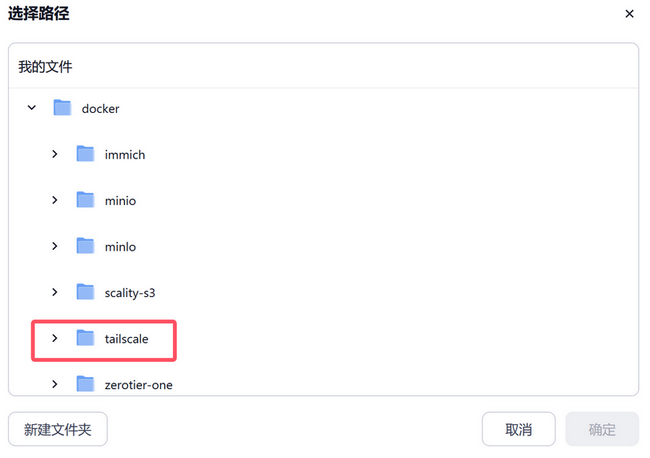 选择路径
我的文件
docker
immich
minio
minlo
scality-s3
tailscale
zerotier-one
新建文件夹
取消
确定